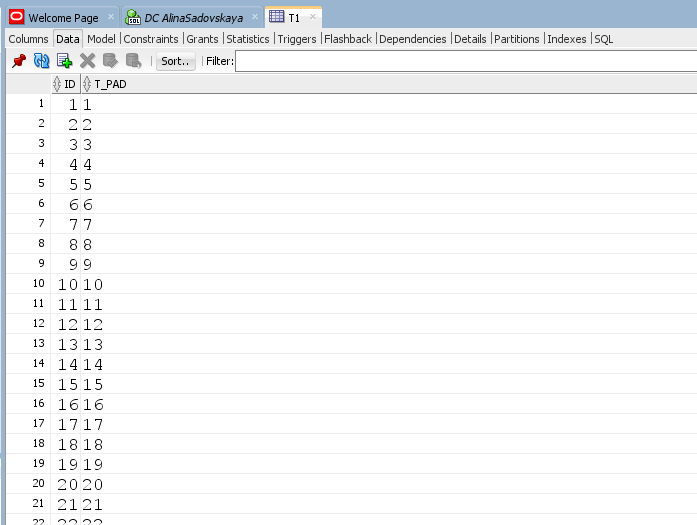 Welcome Page DC AlinaSadovskaya T1
Columns Data Model Constraints Grants Statistics Triggers Flashback Dependencies Details Partitions Indexes SQL
Sort.. Filter:
ID T_PAD
1 1 1
2 2 2
3 3 3
4 4 4
5 5 5
6 6 6
7 7 7
8 8 8
9 9 9
10 10 10
11 11 11
12 12 12
13 13 13
14 14 14
15 15 15
16 16 16
17 17 17
18 18 18
19 19 19
20 20 20
21 21 21
22 22 22